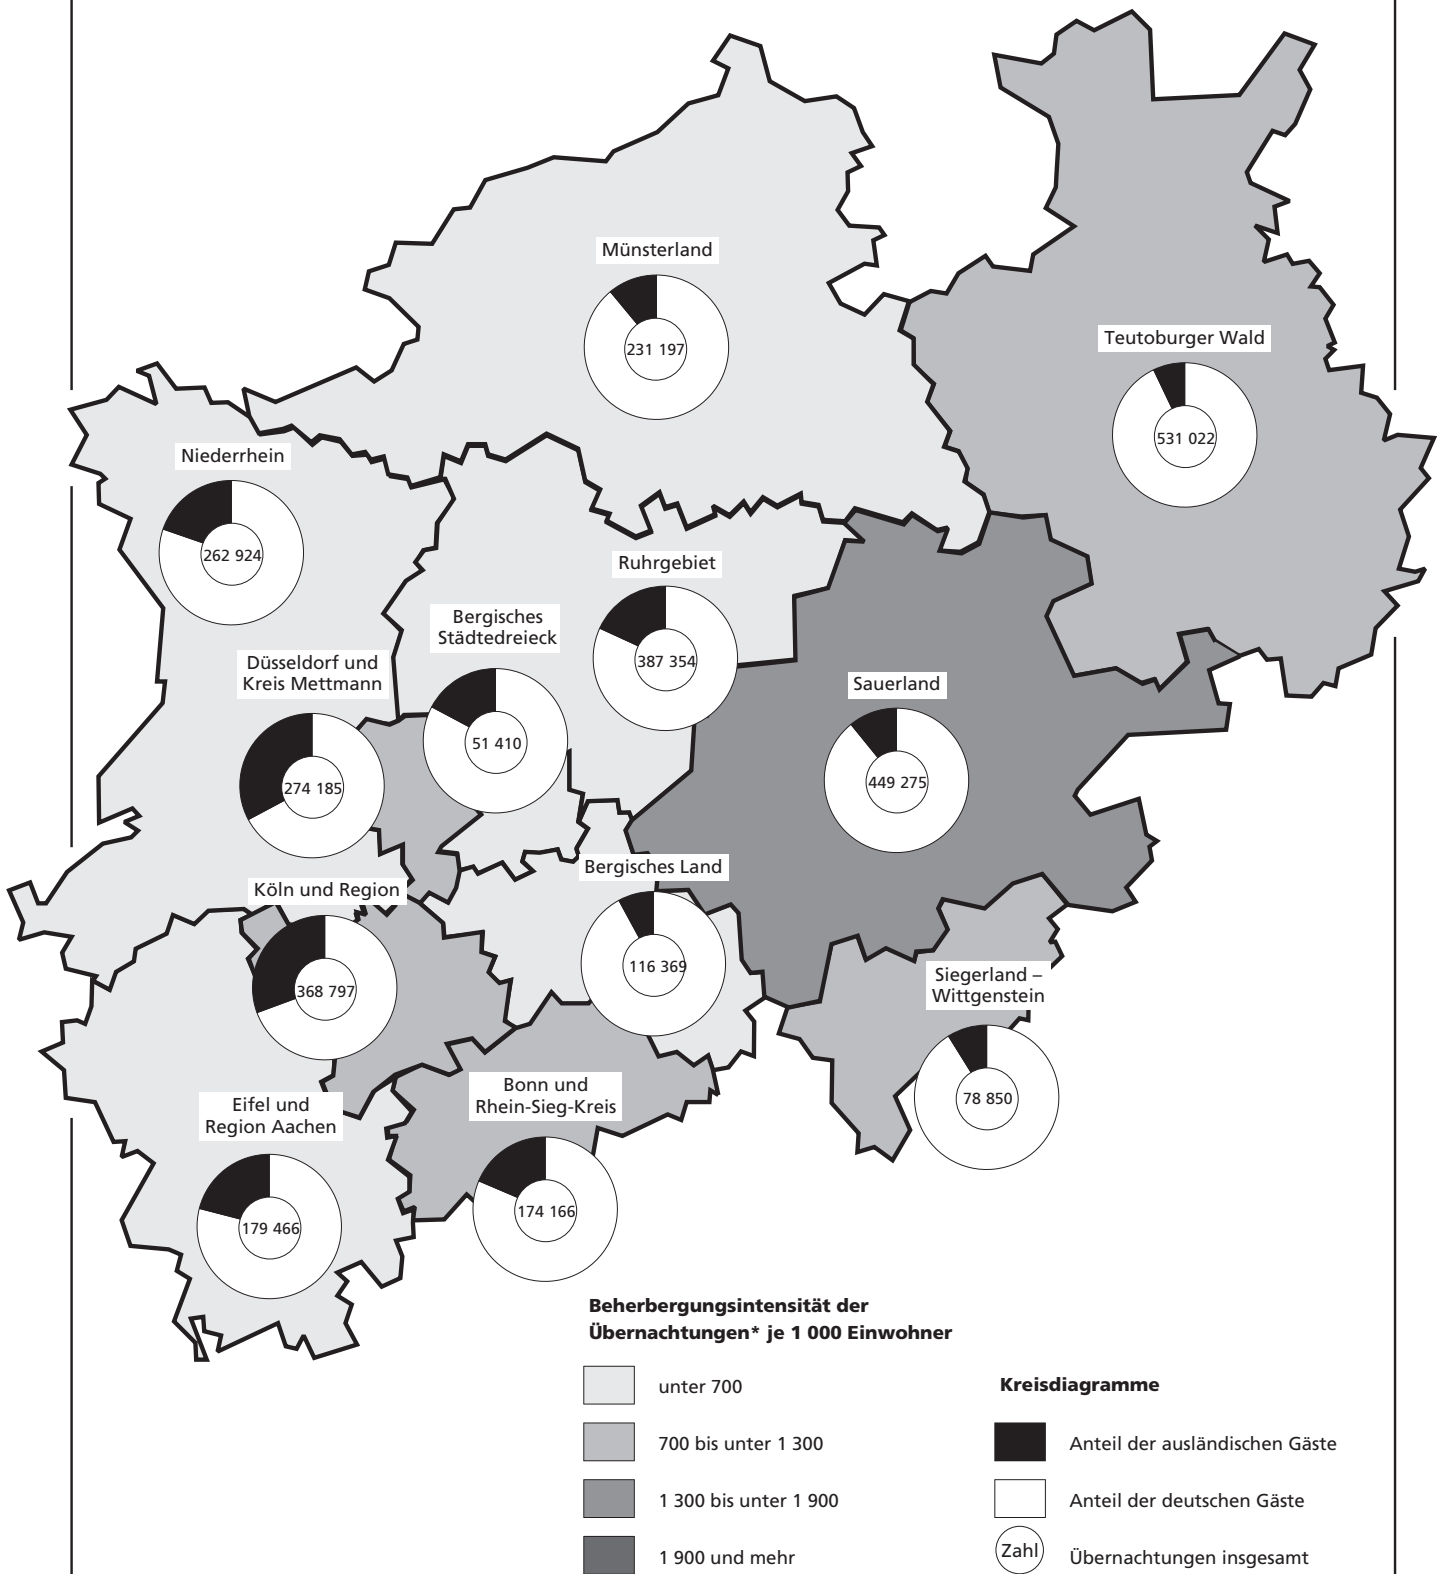 Münsterland
231 197
Teutoburger Wald
531 022
Niederrhein
262 924
Ruhrgebiet
387 354
Bergisches
Städtedreieck
51 410
Düsseldorf und
Kreis Mettmann
274 185
Sauerland
449 275
Bergisches Land
116 369
Köln und Region
368 797
Siegerland –
Wittgenstein
78 850
Bonn und
Rhein-Sieg-Kreis
174 166
Eifel und
Region Aachen
179 466
Beherbergungsintensität der
Übernachtungen* je 1 000 Einwohner
unter 700
700 bis unter 1 300
1 300 bis unter 1 900
1 900 und mehr
Kreisdiagramme
Anteil der ausländischen Gäste
Anteil der deutschen Gäste
Zahl
Übernachtungen insgesamt